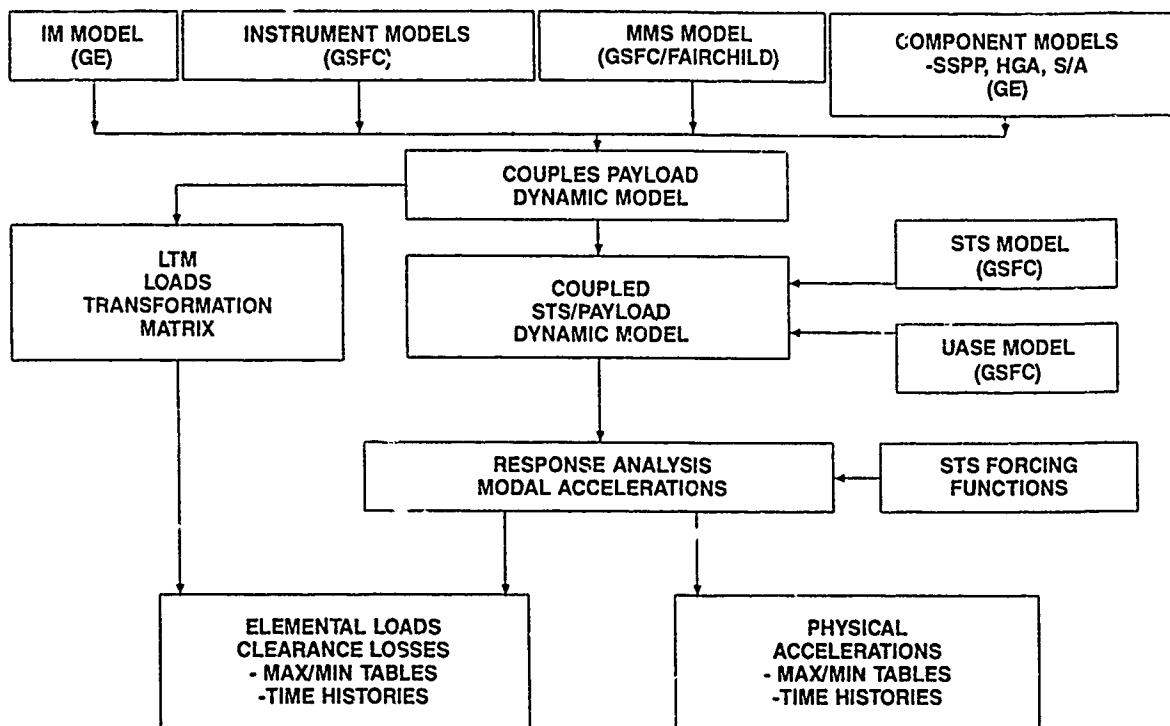 IM MODEL
(GE)
INSTRUMENT MODELS
(GSFC)
MMS MODEL
(GSFC/FAIRCHILD)
COMPONENT MODELS
-SSPP, HGA, S/A
(GE)
COUPLES PAYLOAD
DYNAMIC MODEL
LTM
LOADS
TRANSFORMATION
MATRIX
COUPLED
STS/PAYLOAD
DYNAMIC MODEL
STS MODEL
(GSFC)
UASE MODEL
(GSFC)
RESPONSE ANALYSIS
MODAL ACCELERATIONS
STS FORCING
FUNCTIONS
ELEMENTAL LOADS
CLEARANCE LOSSES
- MAX/MIN TABLES
-TIME HISTORIES
PHYSICAL
ACCELERATIONS
- MAX/MIN TABLES
-TIME HISTORIES